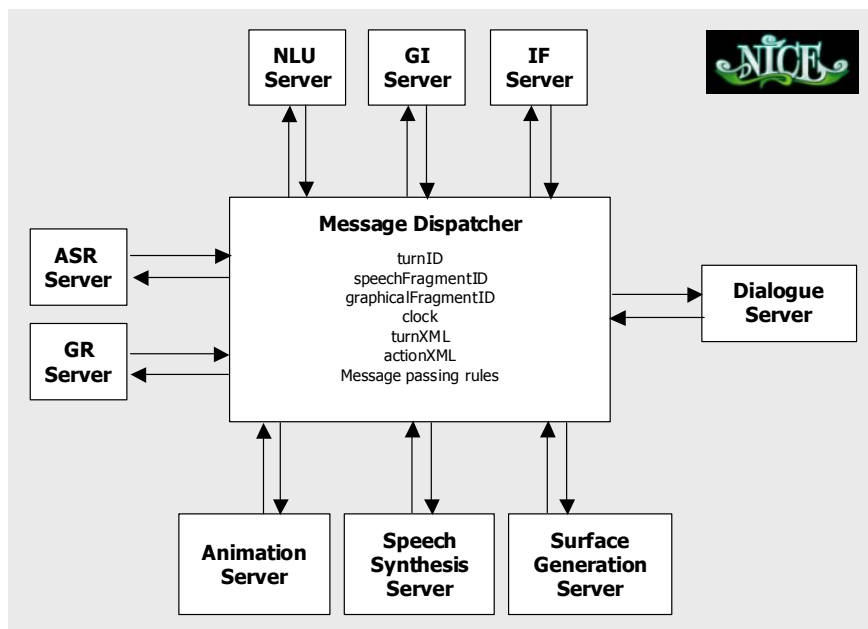 NLU
Server
GI
Server
IF
Server
NICE
Message Dispatcher
turnID
speechFragmentID
graphicalFragmentID
clock
turnXML
actionXML
Message passing rules
ASR
Server
GR
Server
Dialogue
Server
Animation
Server
Speech
Synthesis
Server
Surface
Generation
Server